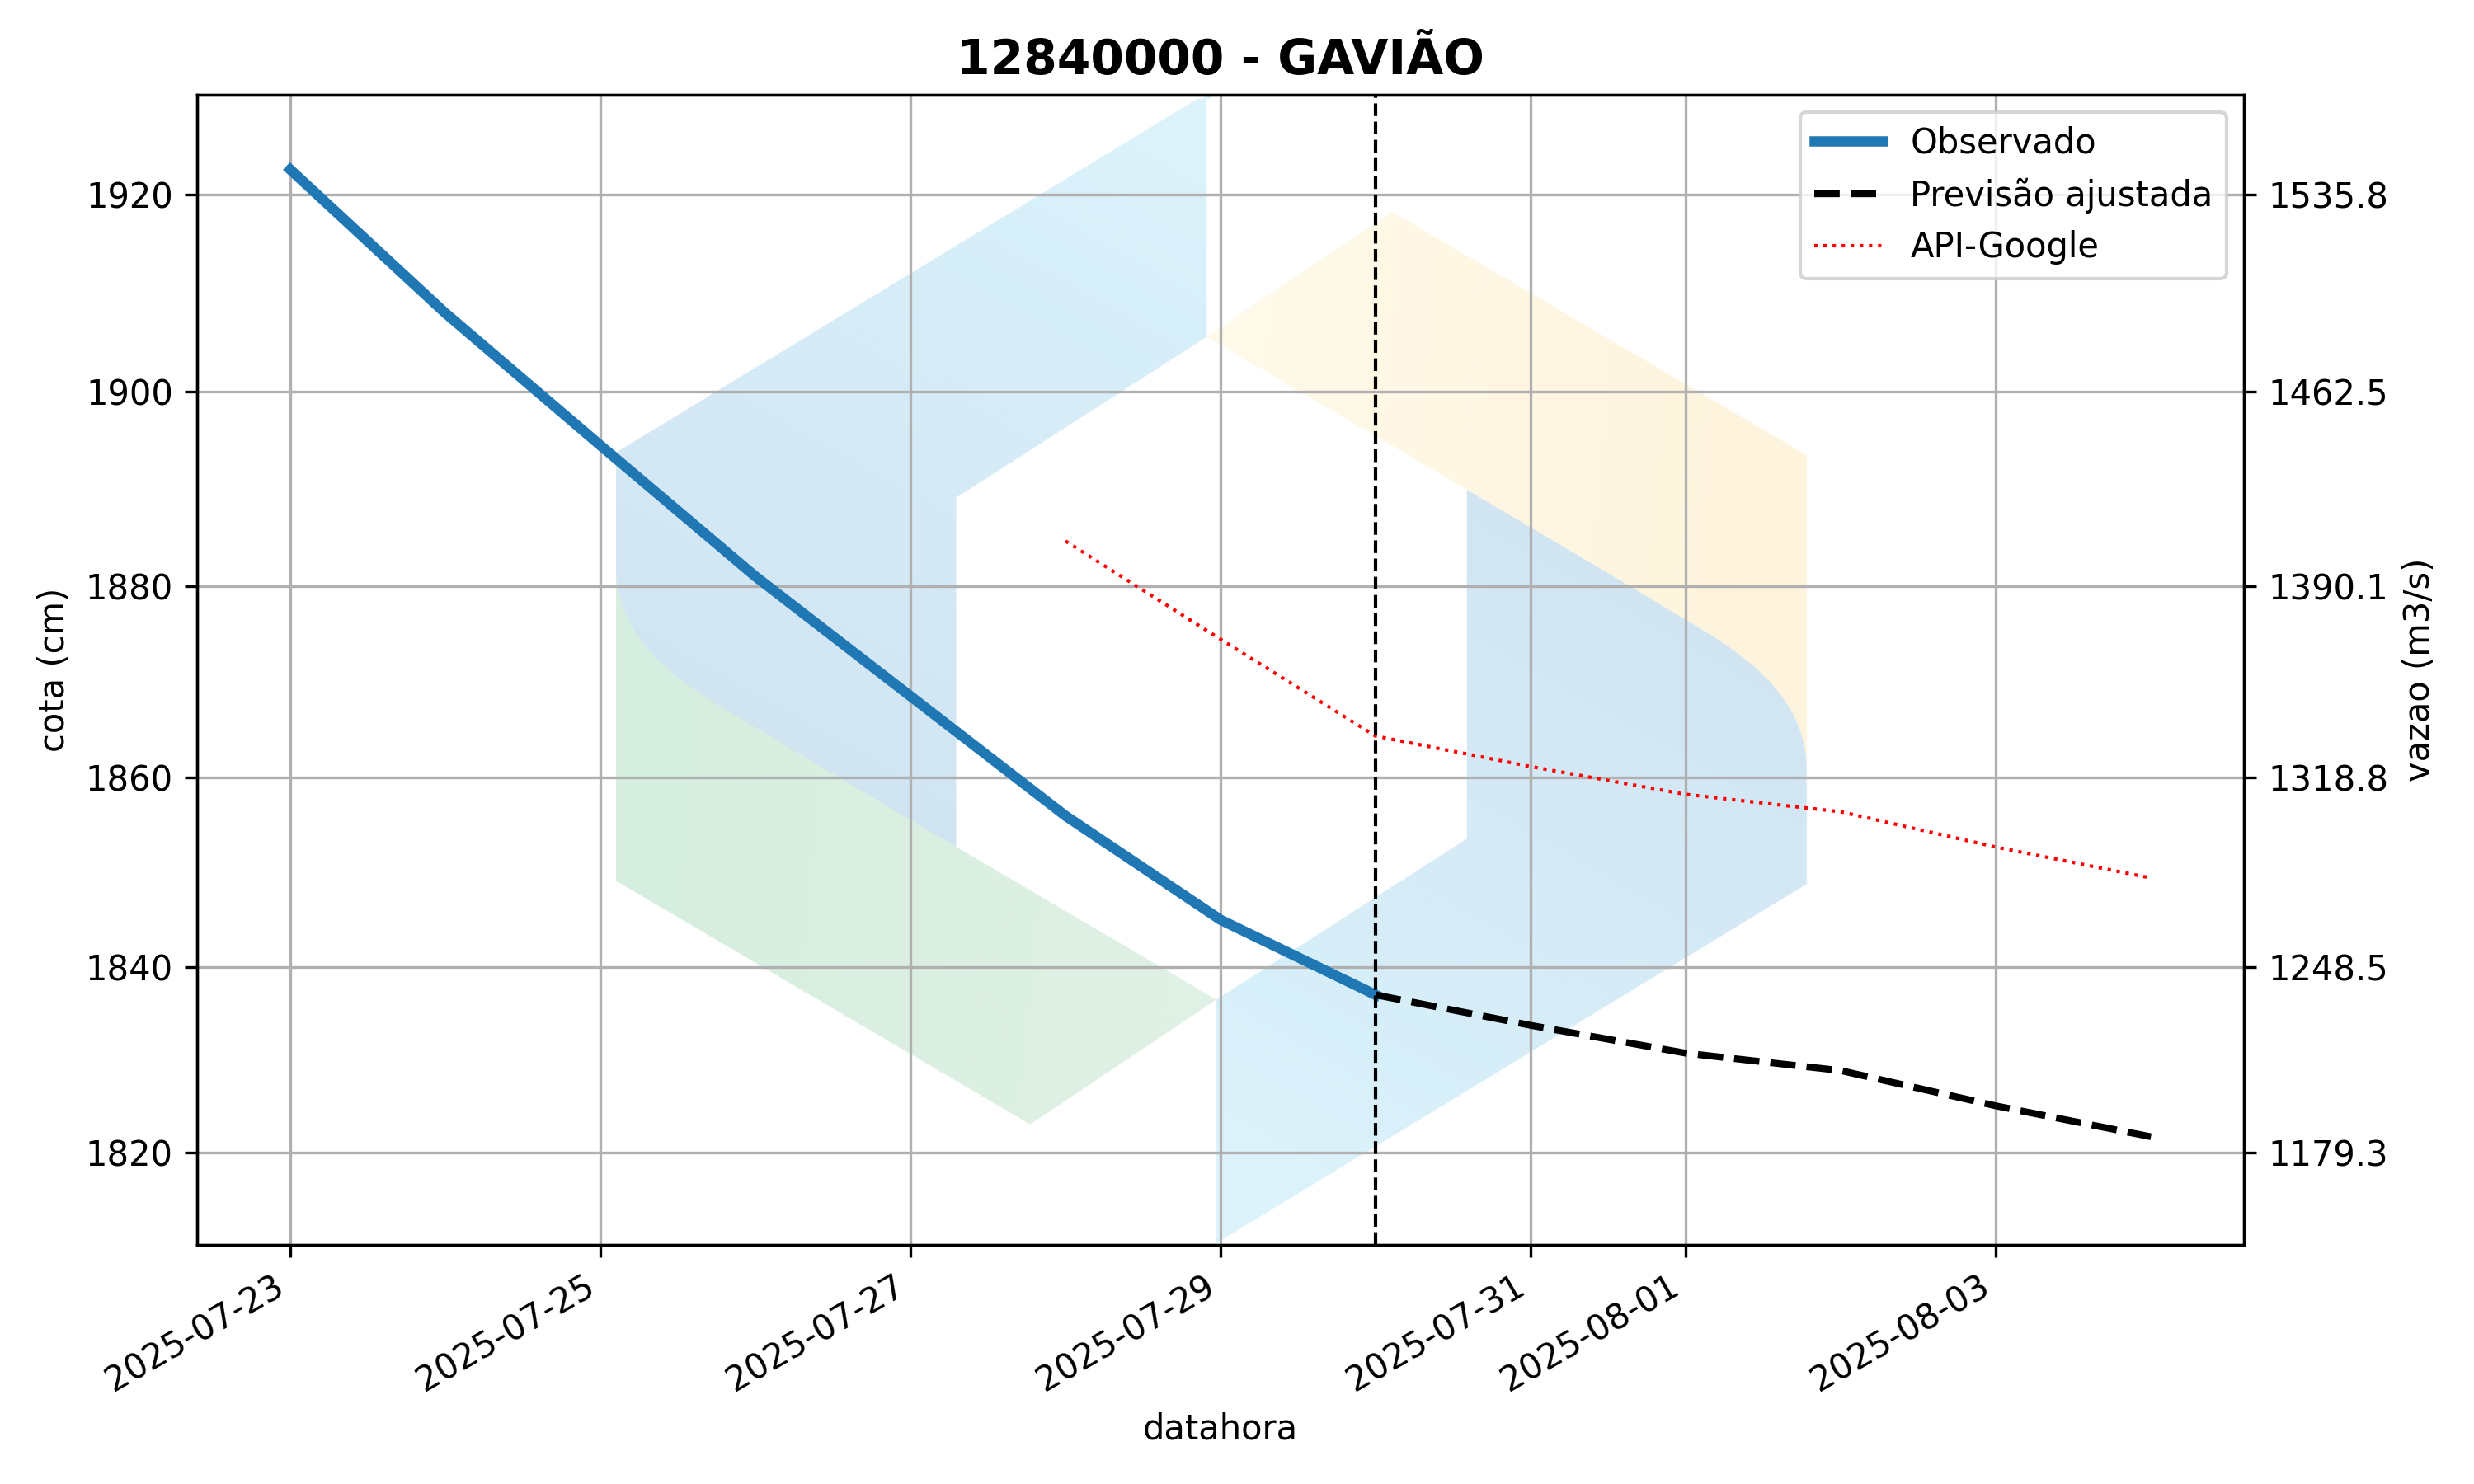 12840000 - GAVIÃO
Observado
Previsão ajustada
API-Google
1920
1900
1880
1860
1840
1820
cota (cm)
1535.8
1462.5
1390.1
1318.8
1248.5
1179.3
vazao (m3/s)
2025-07-23
2025-07-25
2025-07-27
2025-07-29
2025-07-31
2025-08-01
2025-08-03
datahora